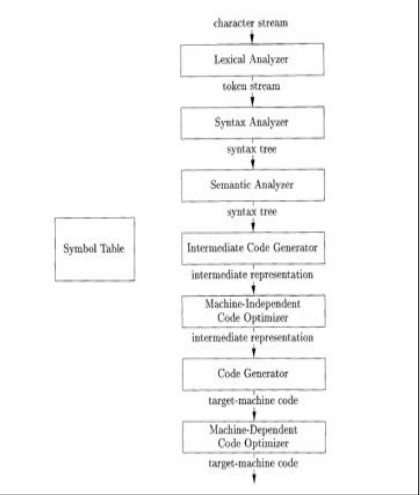 character stream
Lexical Analyzer
token stream
Syntax Analyzer
syntax tree
Semantic Analyzer
syntax tree
Symbol Table
Intermediate Code Generator
intermediate representation
Machine-Independent
Code Optimizer
intermediate representation
Code Generator
target-machine code
Machine-Dependent
Code Optimizer
target-machine code